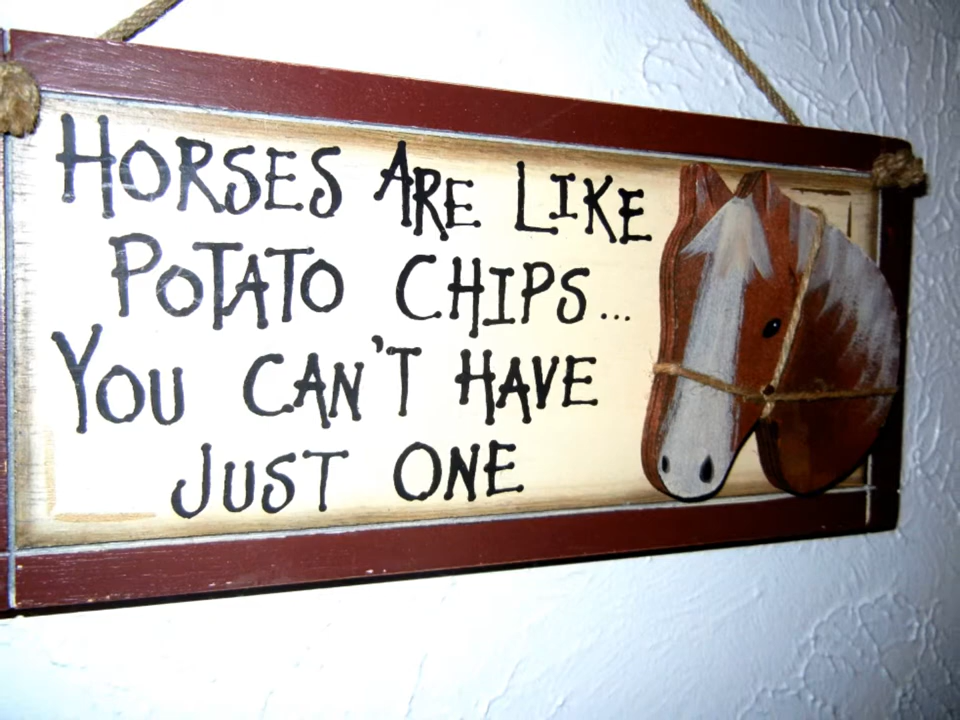 HORSES ARE LIKE
POTATO CHIPS...
YOU CAN'T HAVE
JUST ONE